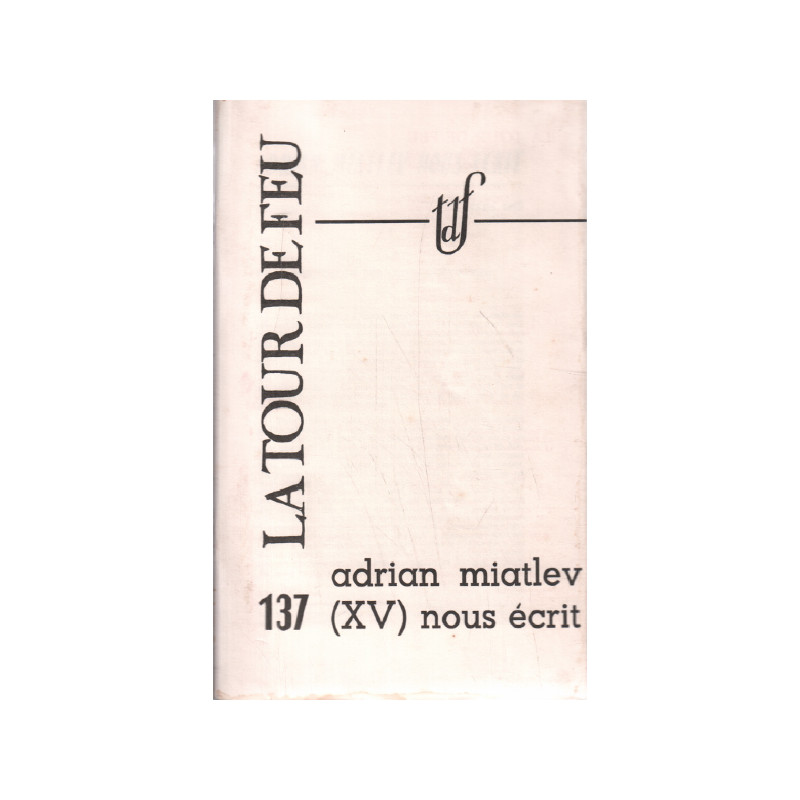 LA TOUR DE FEU
tdf
adrian miatlev
137 (XV) nous écrit